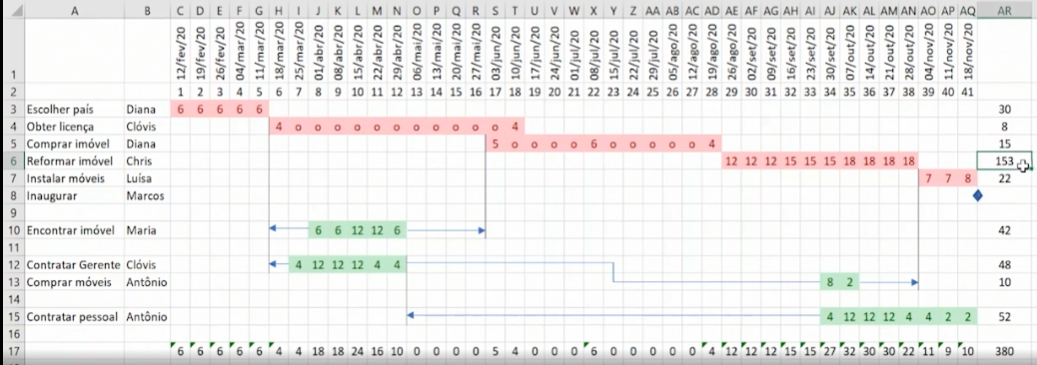 A B C D E F G H I J K L M N O P Q R S T U V W X Y Z AA AB AC AD AE AF AG AH AI AJ AK AL AM AN AO AP AQ AR
1 12/fev/20 19/fev/20 26/fev/20 04/mar/20 11/mar/20 18/mar/20 25/mar/20 01/abr/20 08/abr/20 15/abr/20 22/abr/20 29/abr/20 06/mai/20 13/mai/20 20/mai/20 27/mai/20 03/jun/20 10/jun/20 17/jun/20 24/jun/20 01/jul/20 08/jul/20 15/jul/20 22/jul/20 29/jul/20 05/ago/20 12/ago/20 19/ago/20 26/ago/20 02/set/20 09/set/20 16/set/20 23/set/20 30/set/20 07/out/20 14/out/20 21/out/20 28/out/20 04/nov/20 11/nov/20 18/nov/20
2 1 2 3 4 5 6 7 8 9 10 11 12 13 14 15 16 17 18 19 20 21 22 23 24 25 26 27 28 29 30 31 32 33 34 35 36 37 38 39 40 41
3 Escolher país Diana 6 6 6 6 6 30
4 Obter licença Clóvis 4 o o o o o o o o o o o 4 8
5 Comprar imóvel Diana 5 o o o o 6 o o o o o 4 15
6 Reformar imóvel Chris 12 12 12 15 15 15 18 18 18 18 153
7 Instalar móveis Luísa 7 7 8 22
8 Inaugurar Marcos
9
10 Encontrar imóvel Maria 6 6 12 12 6 42
11
12 Contratar Gerente Clóvis 4 12 12 12 4 4 48
13 Comprar móveis Antônio 8 2 10
14
15 Contratar pessoal Antônio 4 12 12 12 4 4 2 2 52
16
17 6 6 6 6 6 4 4 18 18 24 16 10 0 0 0 0 5 4 0 0 0 6 0 0 0 0 0 4 12 12 12 15 15 27 32 30 30 22 11 9 10 380